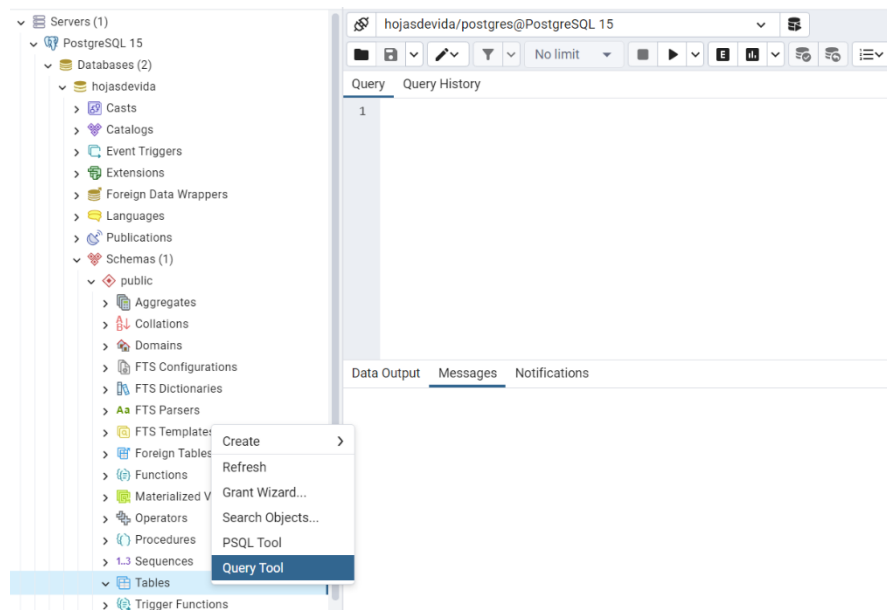 Servers (1)
PostgreSQL 15
Databases (2)
hojasdevida
Casts
Catalogs
Event Triggers
Extensions
Foreign Data Wrappers
Languages
Publications
Schemas (1)
public
Aggregates
Collations
Domains
FTS Configurations
FTS Dictionaries
Aa FTS Parsers
FTS Templates
Foreign Tables
Functions
Materialized V
Operators
Procedures
1..3 Sequences
Tables
Trigger Functions
Create
Refresh
Grant Wizard...
Search Objects...
PSQL Tool
Query Tool
hojasdevida/postgres@PostgreSQL 15
No limit
E
Query Query History
1
Data Output Messages Notifications